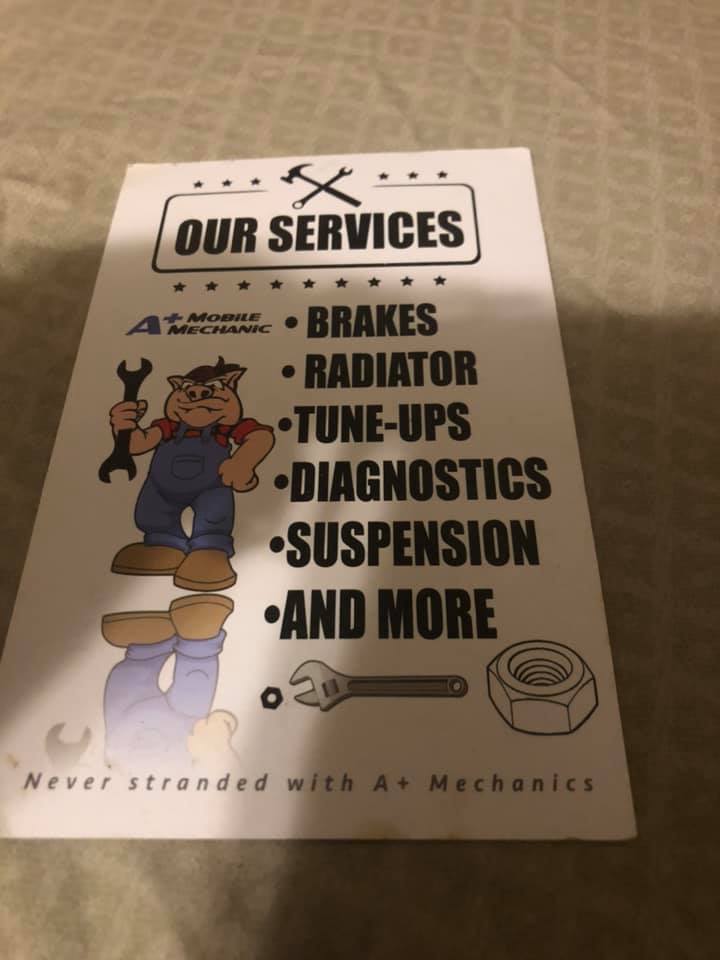 OUR SERVICES
A+ MOBILE
MECHANIC
• BRAKES
• RADIATOR
•TUNE-UPS
•DIAGNOSTICS
•SUSPENSION
•AND MORE
Never stranded with A+ Mechanics